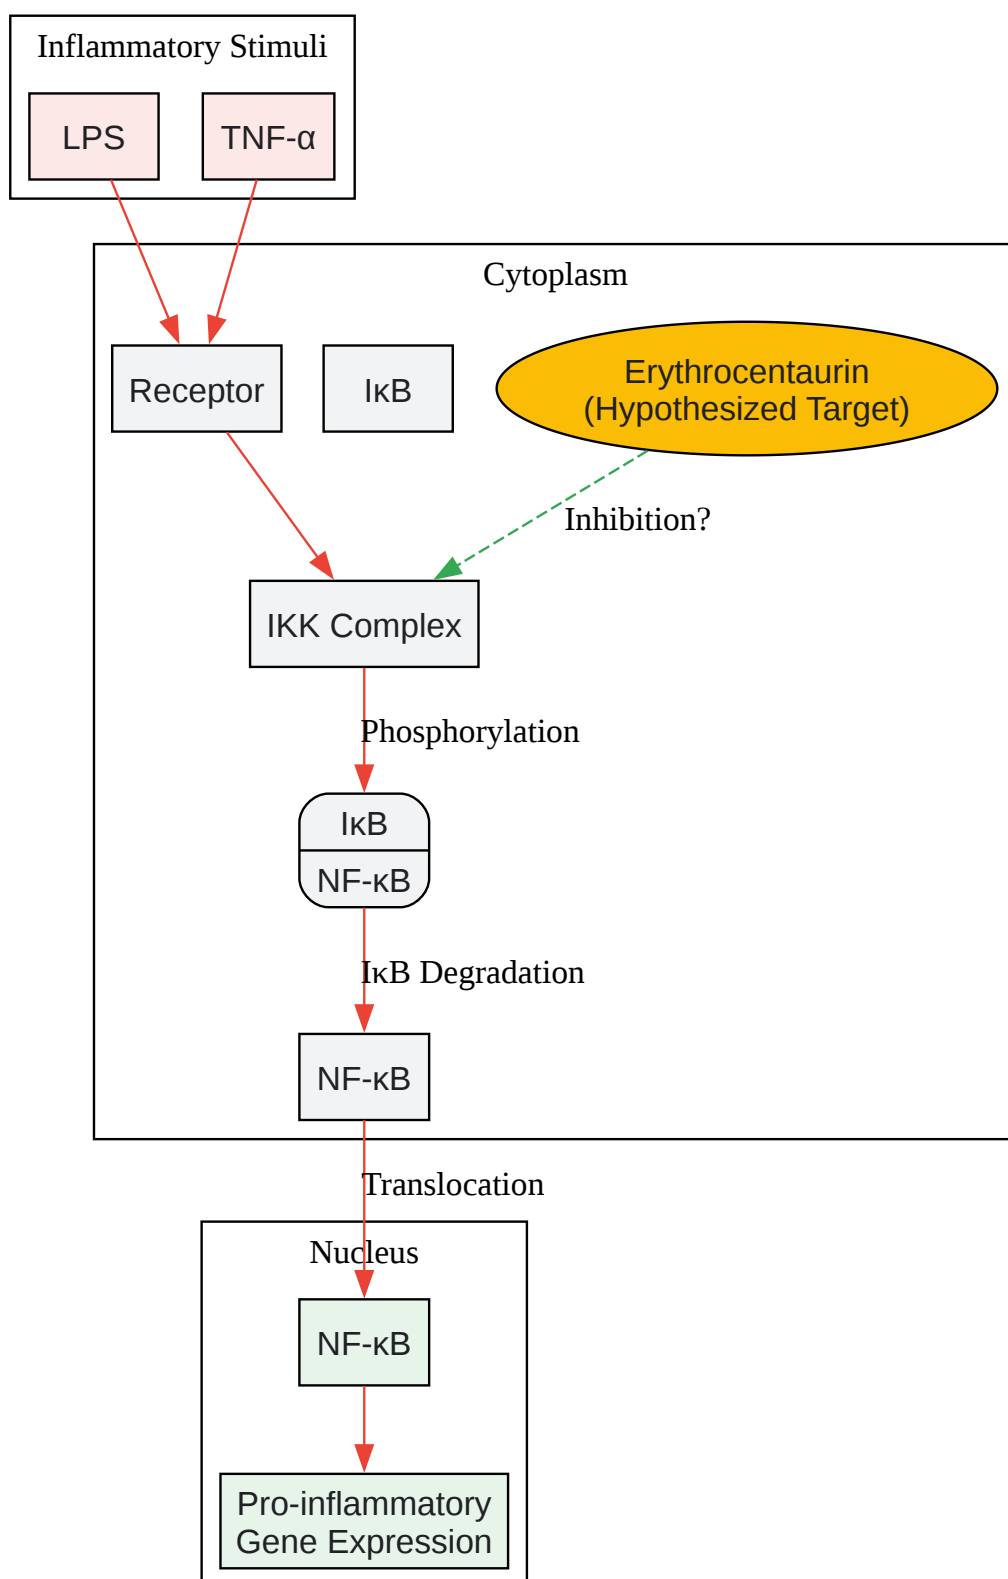 Inflammatory Stimuli
LPS
TNF-α
Cytoplasm
Receptor
IκB
Erythrocentaurin
(Hypothesized Target)
Inhibition?
IKK Complex
Phosphorylation
IκB
NF-κB
IκB Degradation
NF-κB
Translocation
Nucleus
NF-κB
Pro-inflammatory
Gene Expression